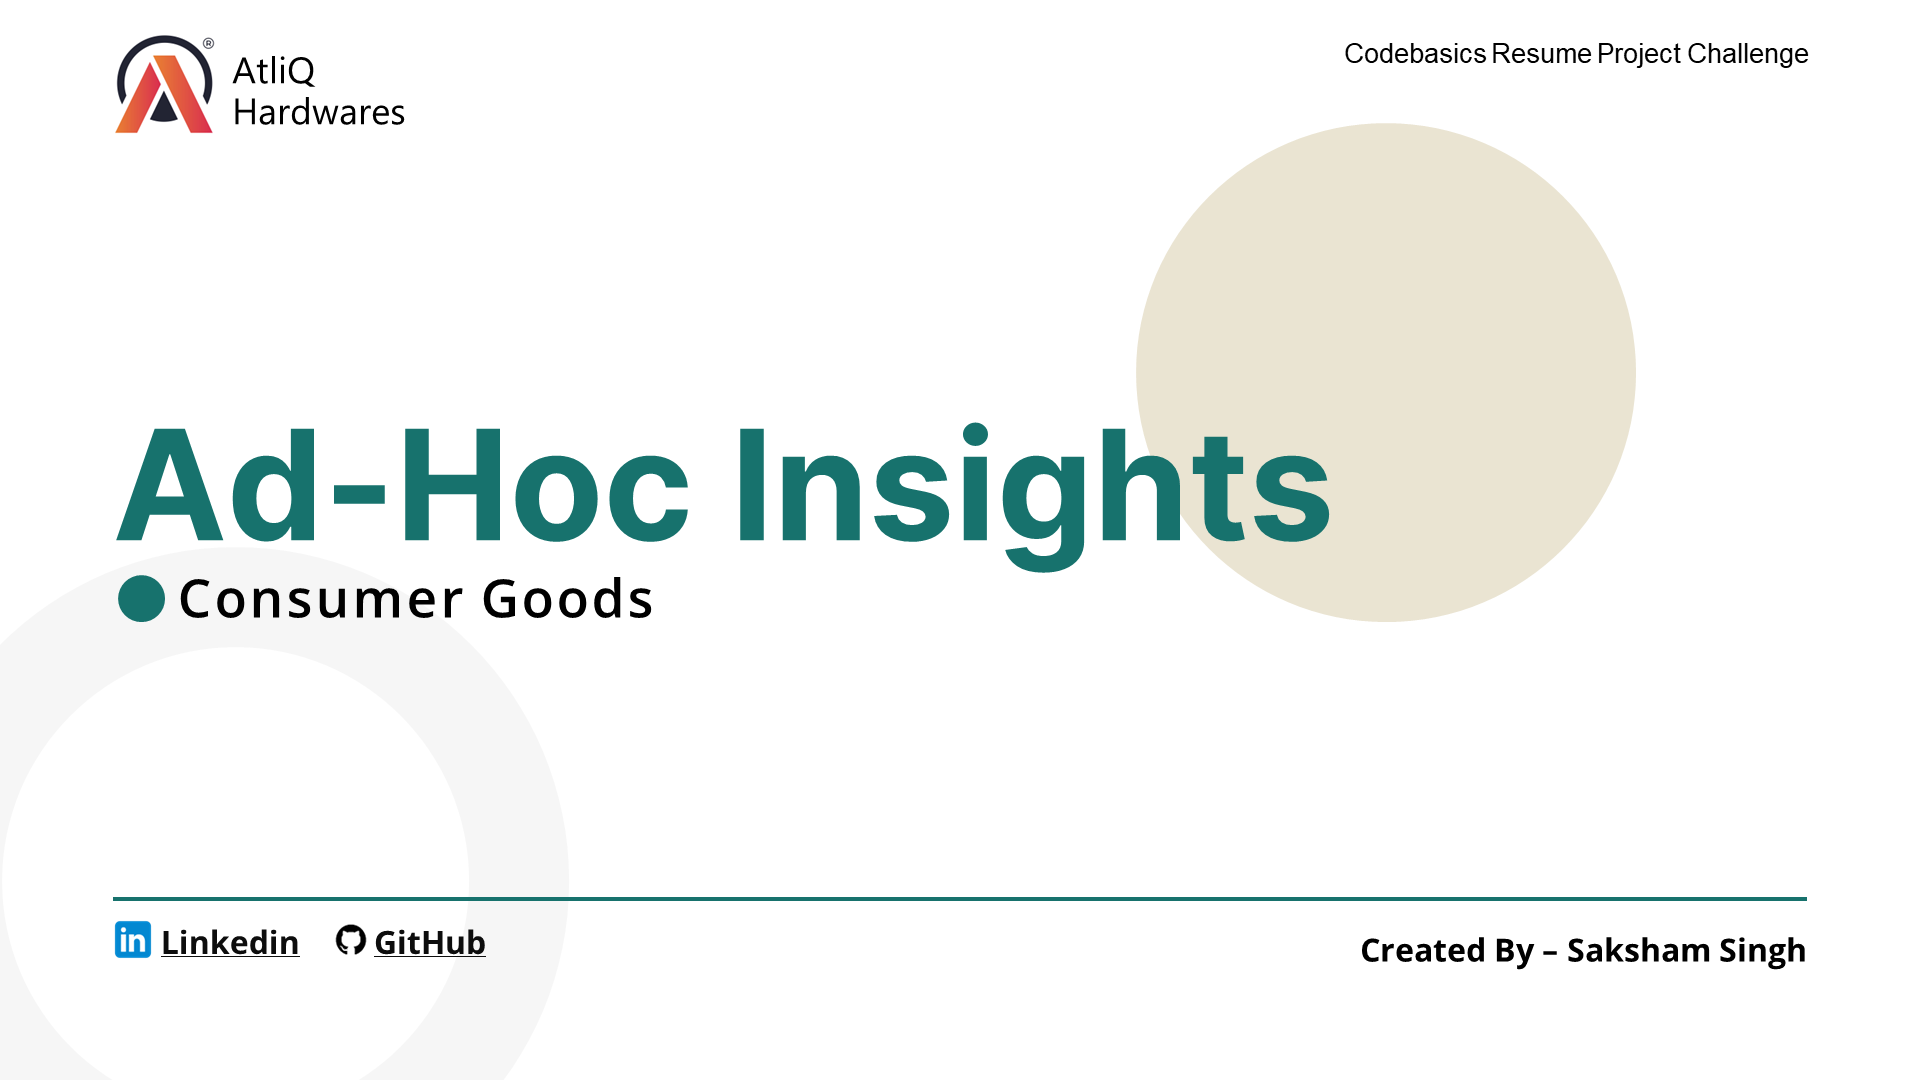 AtliQ
Hardwares
®
Codebasics Resume Project Challenge
Ad-Hoc Insights
Consumer Goods
in Linkedin
GitHub
Created By – Saksham Singh